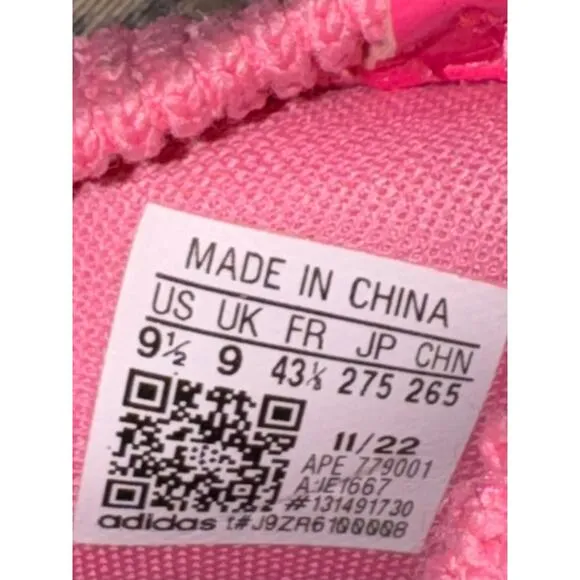 MADE IN CHINA
US UK FR JP CHN
9½ 9 43⅓ 275 265
11/22
APE 779001
A:IE1667
#131491730
adidas t#J9ZR6100008